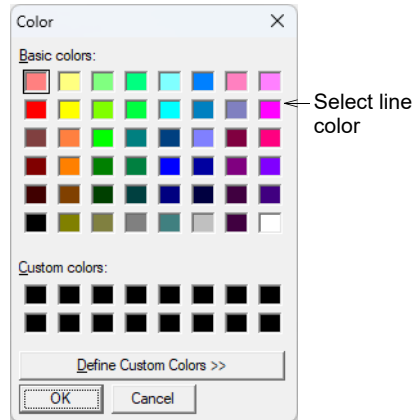 Color
Basic colors:
Select line
color
Custom colors:
Define Custom Colors >>
OK
Cancel